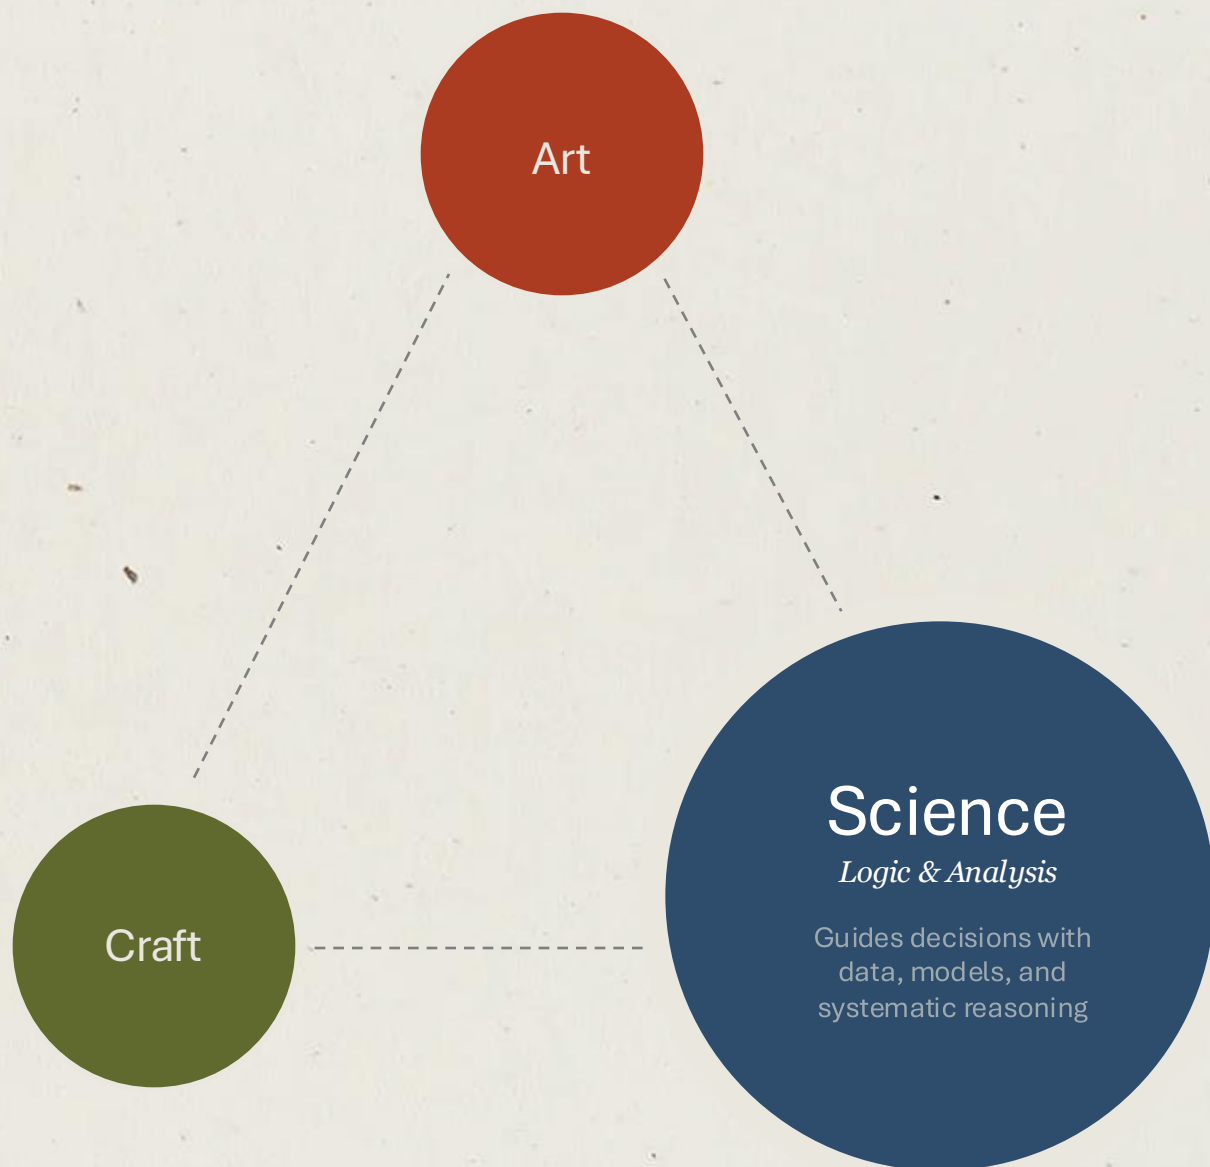 Art
Science
Logic & Analysis
Guides decisions with
data, models, and
systematic reasoning
Craft